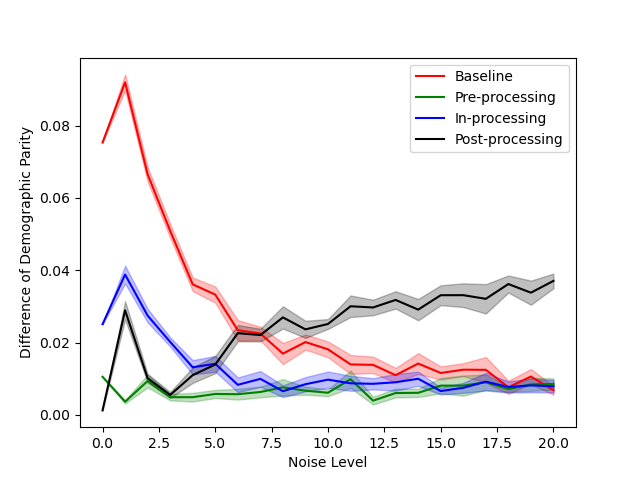 Baseline
Pre-processing
In-processing
Post-processing
Difference of Demographic Parity
0.08
0.06
0.04
0.02
0.00
0.0 2.5 5.0 7.5 10.0 12.5 15.0 17.5 20.0
Noise Level